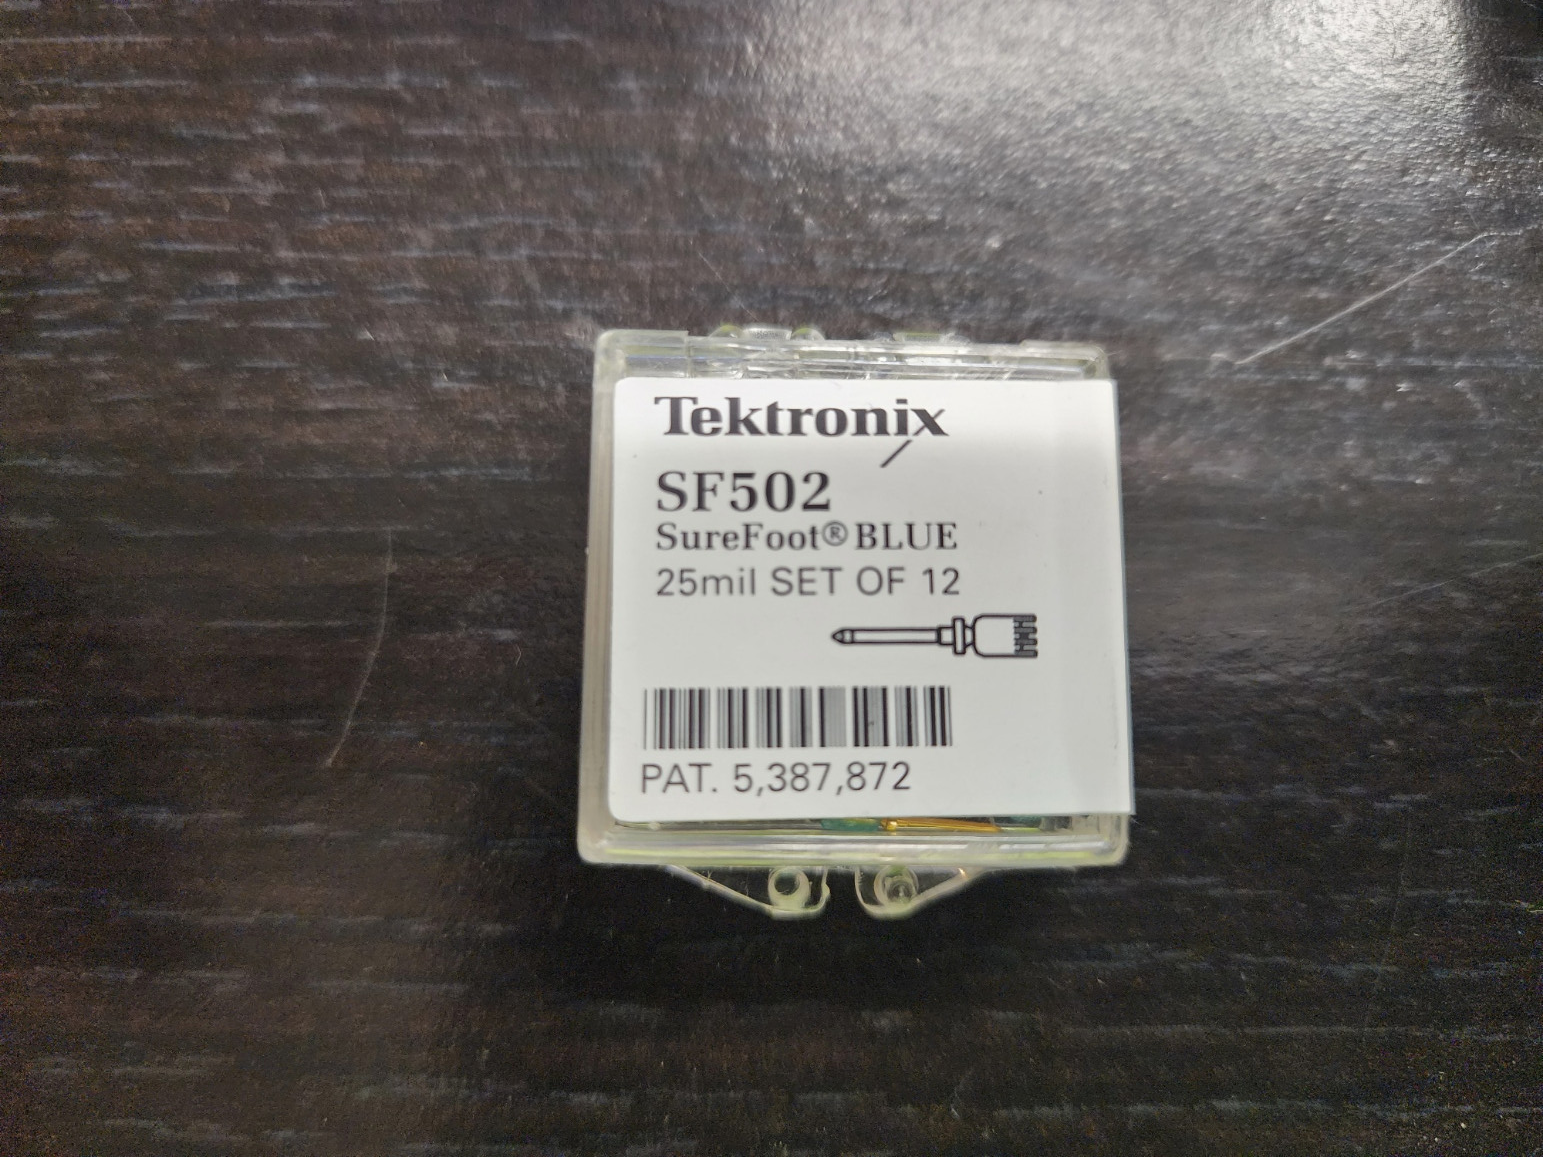 Tektronix
SF502
SureFoot® BLUE
25mil SET OF 12
PAT. 5,387,872